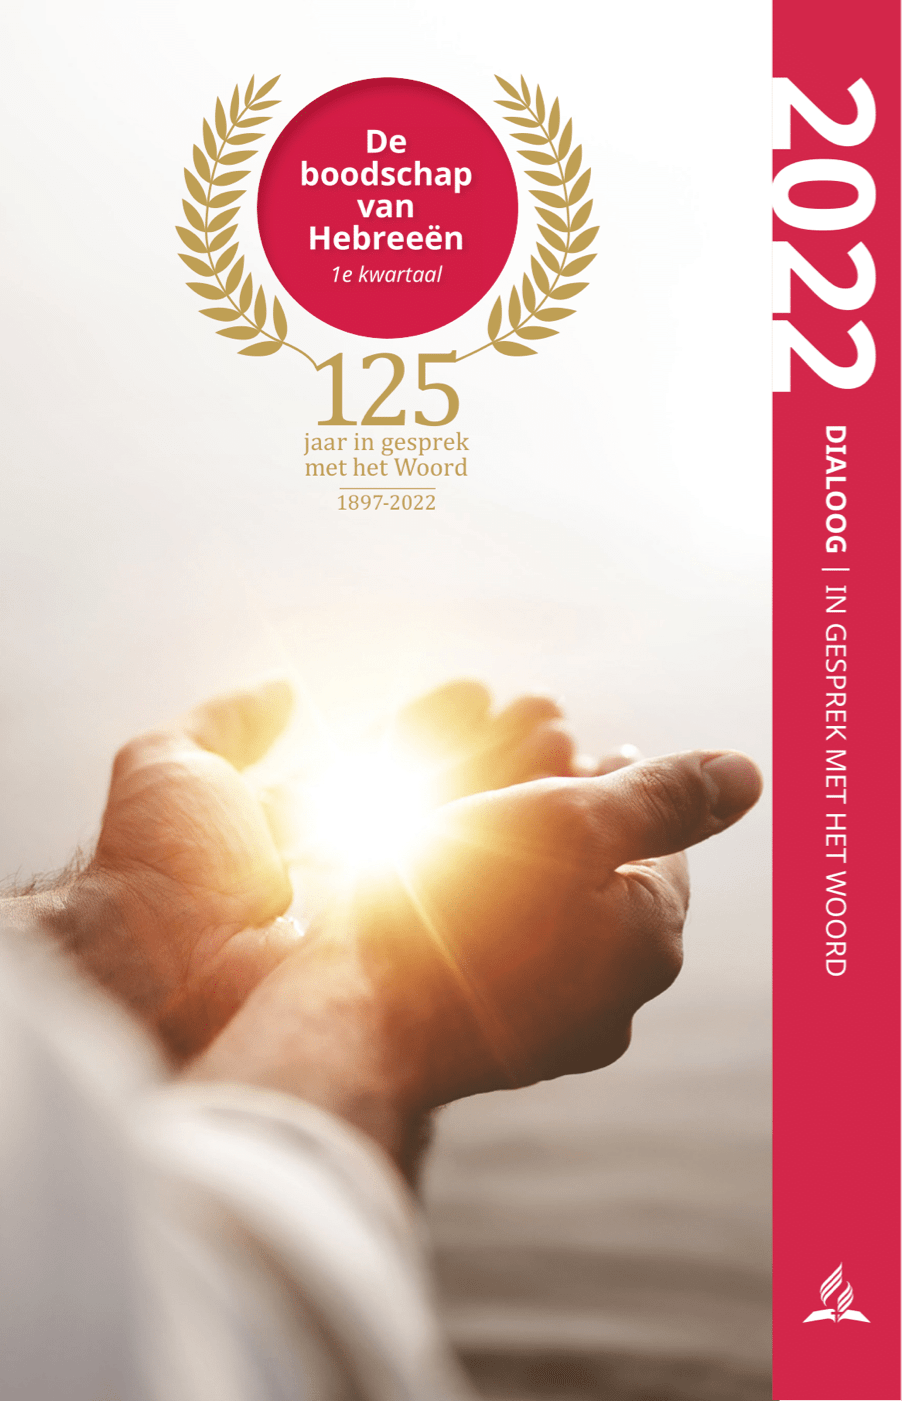 De
boodschap
van
Hebreeën
1e kwartaal
125
jaar in gesprek
met het Woord
1897-2022
2022
DIALOOG | IN GESPREK MET HET WOORD